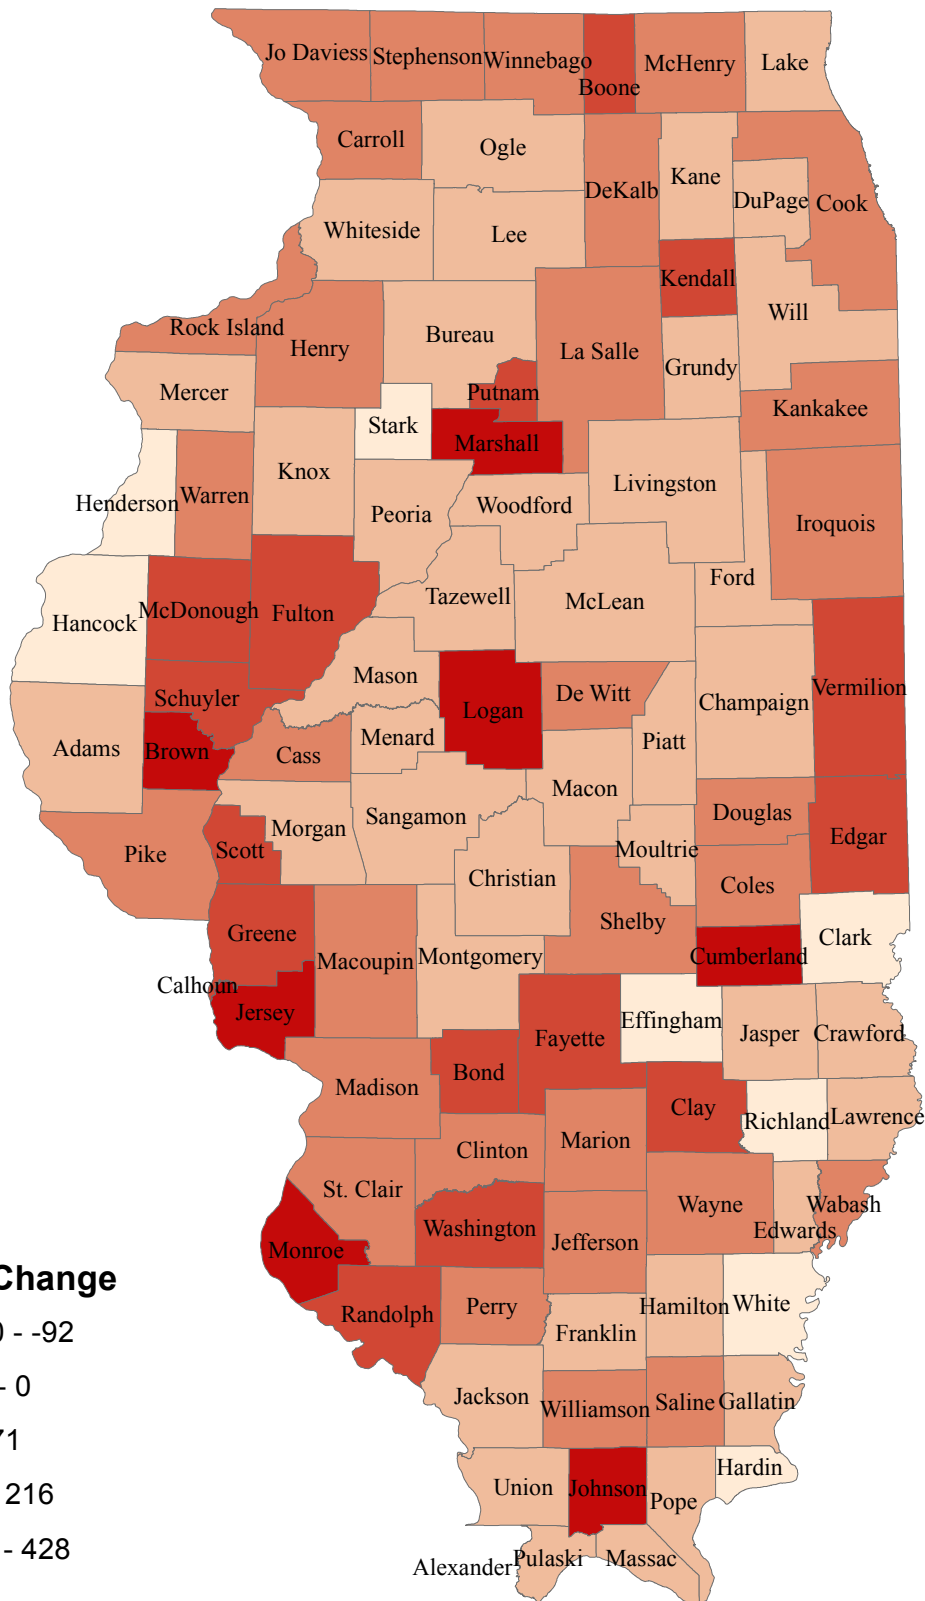 Jo Daviess
Stephenson
Winnebago
Boone
McHenry
Lake
Carroll
Ogle
DeKalb
Kane
DuPage
Cook
Whiteside
Lee
Kendall
Will
Rock Island
Henry
Bureau
La Salle
Grundy
Mercer
Putnam
Kankakee
Stark
Marshall
Knox
Henderson
Warren
Peoria
Woodford
Livingston
Iroquois
Ford
Hancock
McDonough
Fulton
Tazewell
McLean
Mason
Schuyler
Logan
De Witt
Champaign
Vermilion
Adams
Brown
Cass
Menard
Piatt
Macon
Pike
Scott
Morgan
Sangamon
Moultrie
Douglas
Edgar
Christian
Coles
Shelby
Greene
Macoupin
Montgomery
Cumberland
Clark
Calhoun
Jersey
Fayette
Effingham
Jasper
Crawford
Madison
Bond
Clay
Richland
Lawrence
Clinton
Marion
St. Clair
Wayne
Wabash
Edwards
Monroe
Washington
Jefferson
Randolph
Perry
Franklin
Hamilton
White
Jackson
Williamson
Saline
Gallatin
Union
Johnson
Pope
Hardin
Alexander
Pulaski
Massac
Change
- -92
- 0
71
216
- 428